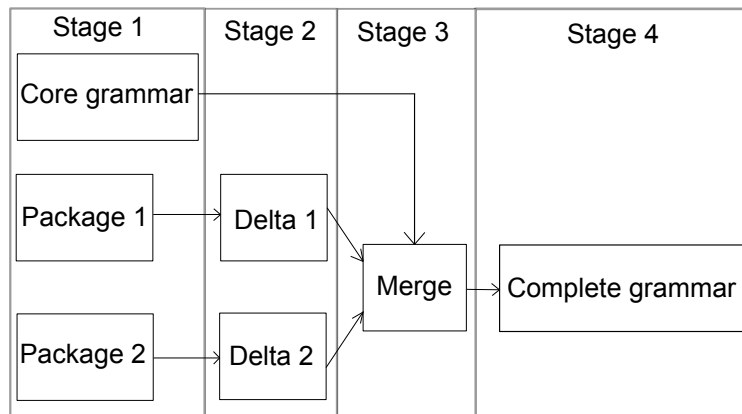 Stage 1
Stage 2
Stage 3
Stage 4
Core grammar
Package 1
Delta 1
Merge
Complete grammar
Package 2
Delta 2